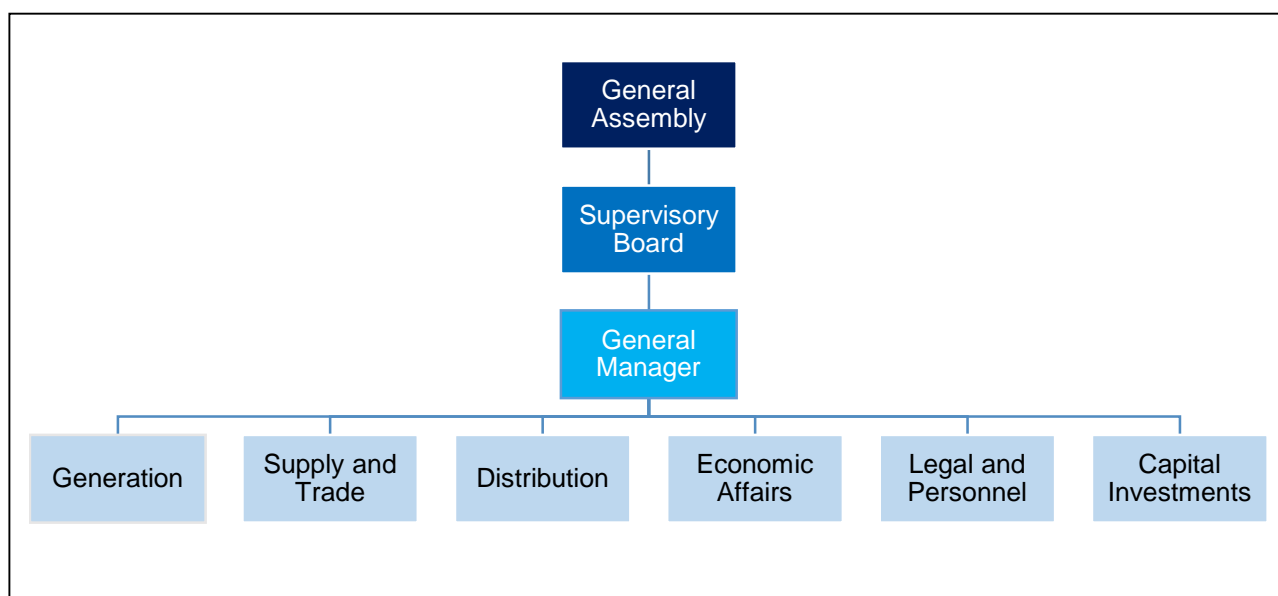 General
Assembly
Supervisory
Board
General
Manager
Generation
Supply and
Trade
Distribution
Economic
Affairs
Legal and
Personnel
Capital
Investments